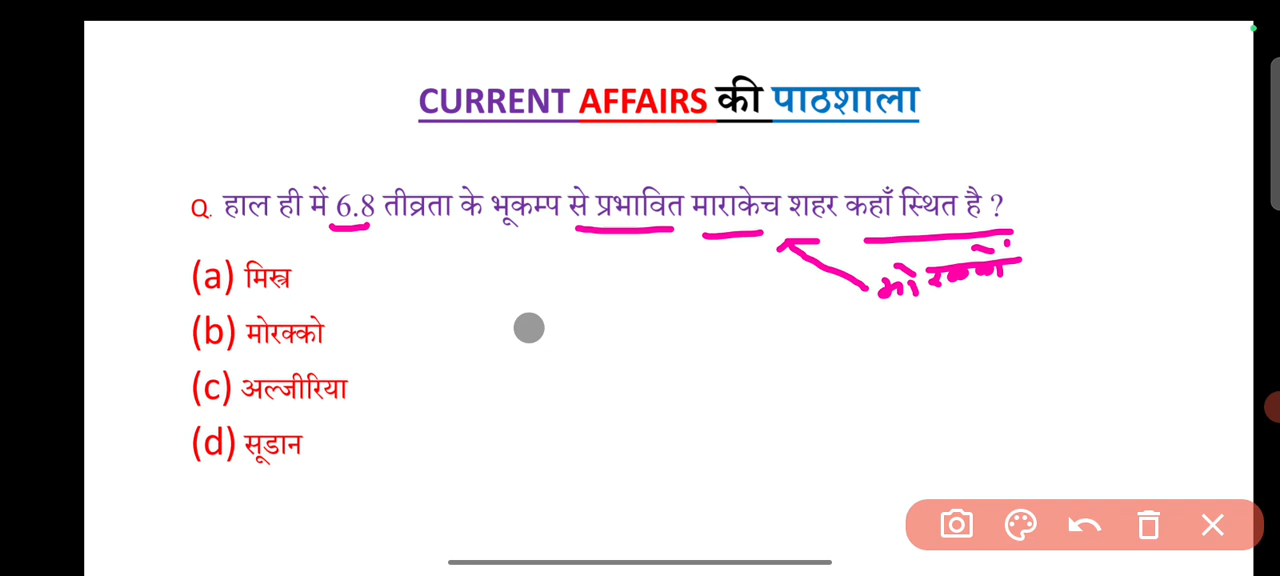 CURRENT AFFAIRS की पाठशाला
Q. हाल ही में 6.8 तीव्रता के भूकम्प से प्रभावित माराकेच शहर कहाँ स्थित है ?
मोरक्को
(a) मिस्त्र
(b) मोरक्को
(c) अल्जीरिया
(d) सूडान